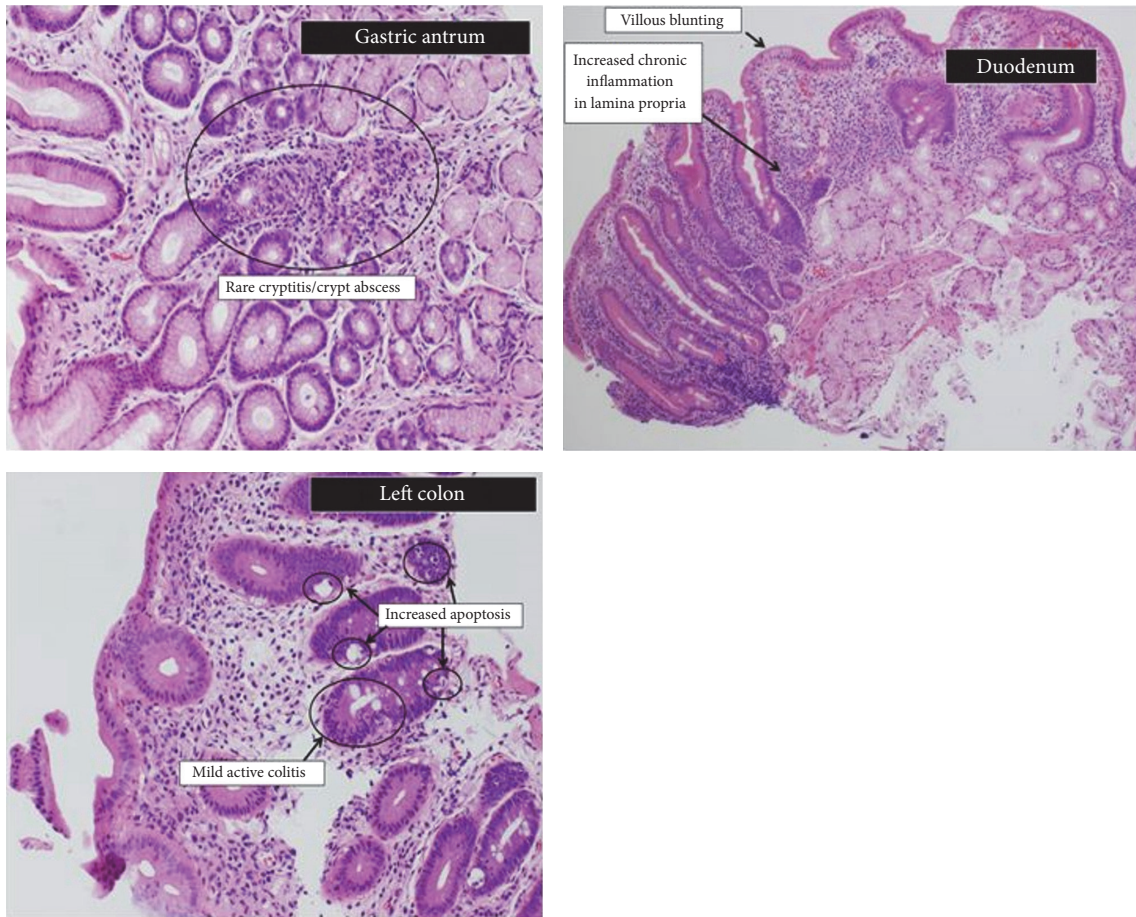 Gastric antrum
Rare cryptitis/crypt abscess
Villous blunting
Increased chronic
inflammation
in lamina propria
Duodenum
Left colon
Increased apoptosis
Mild active colitis